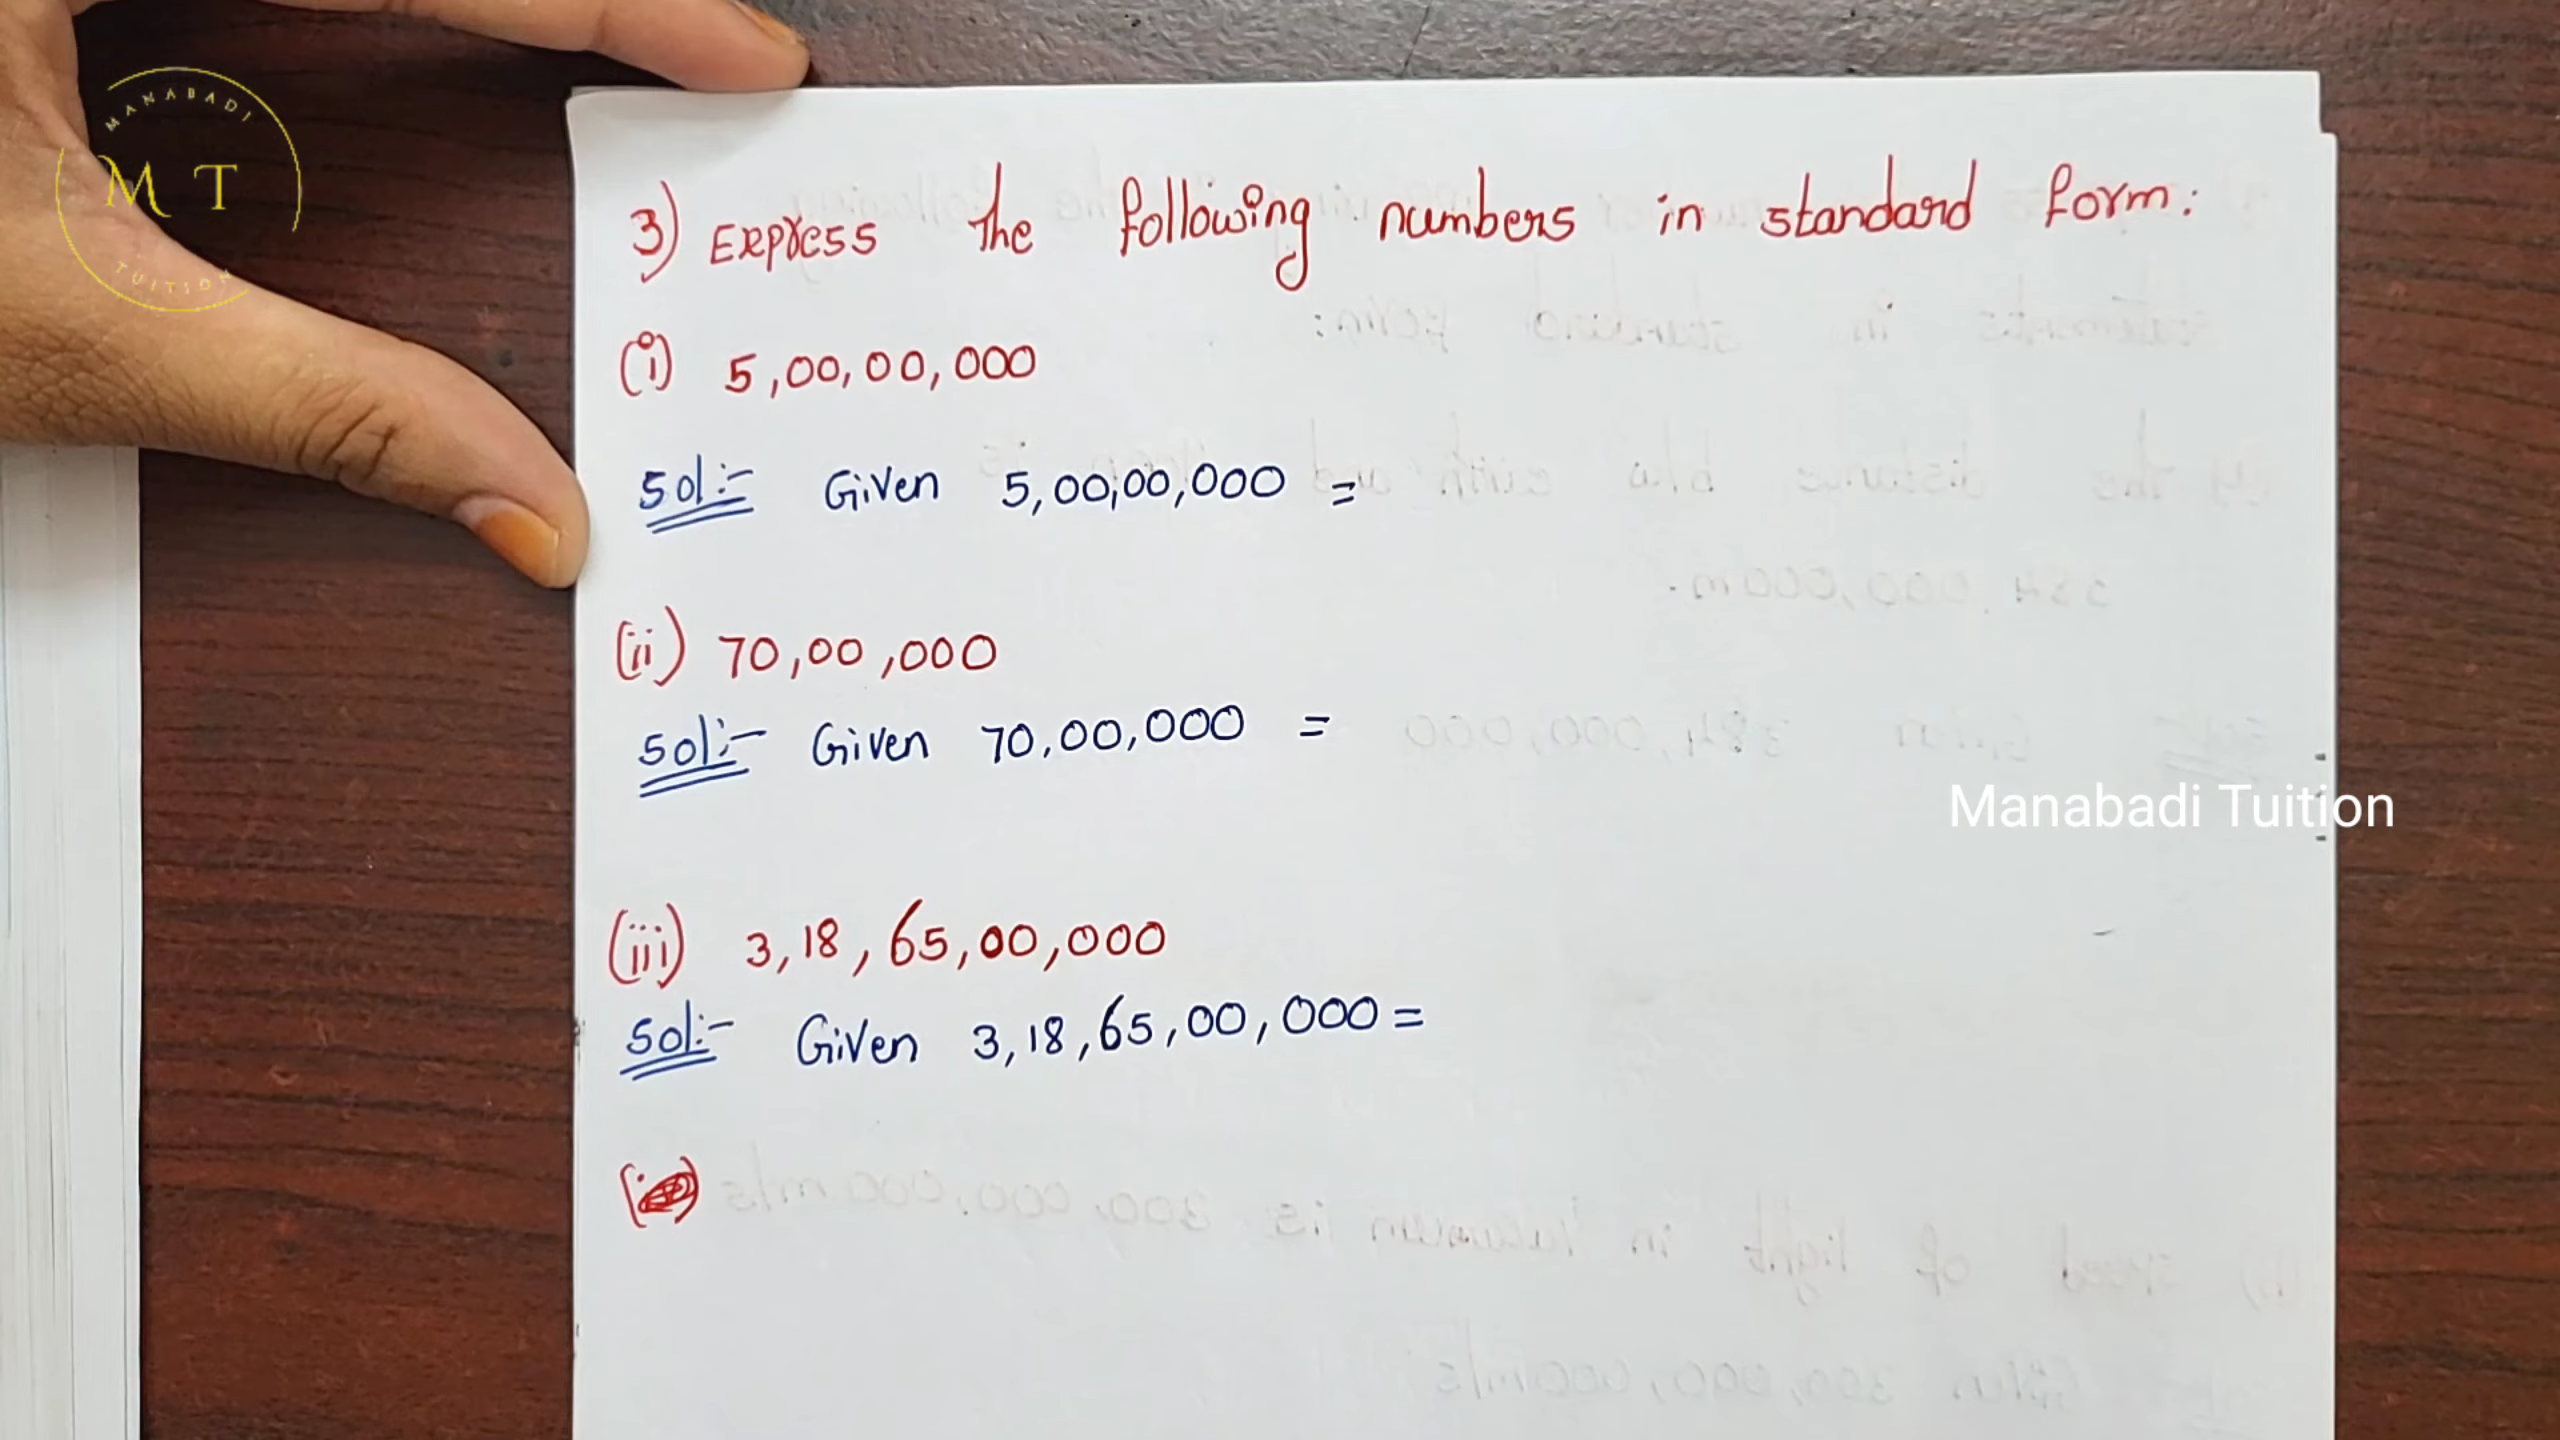 MANABADI
M T
TUITSON
3) Express the following numbers in standard form:
(i) 5,00,00,000
Sol:- Given 5,00,00,000 =
(ii) 70,00,000
Sol:- Given 70,00,000 =
Manabadi Tuition
(iii) 3,18,65,00,000
Sol:- Given 3,18,65,00,000=